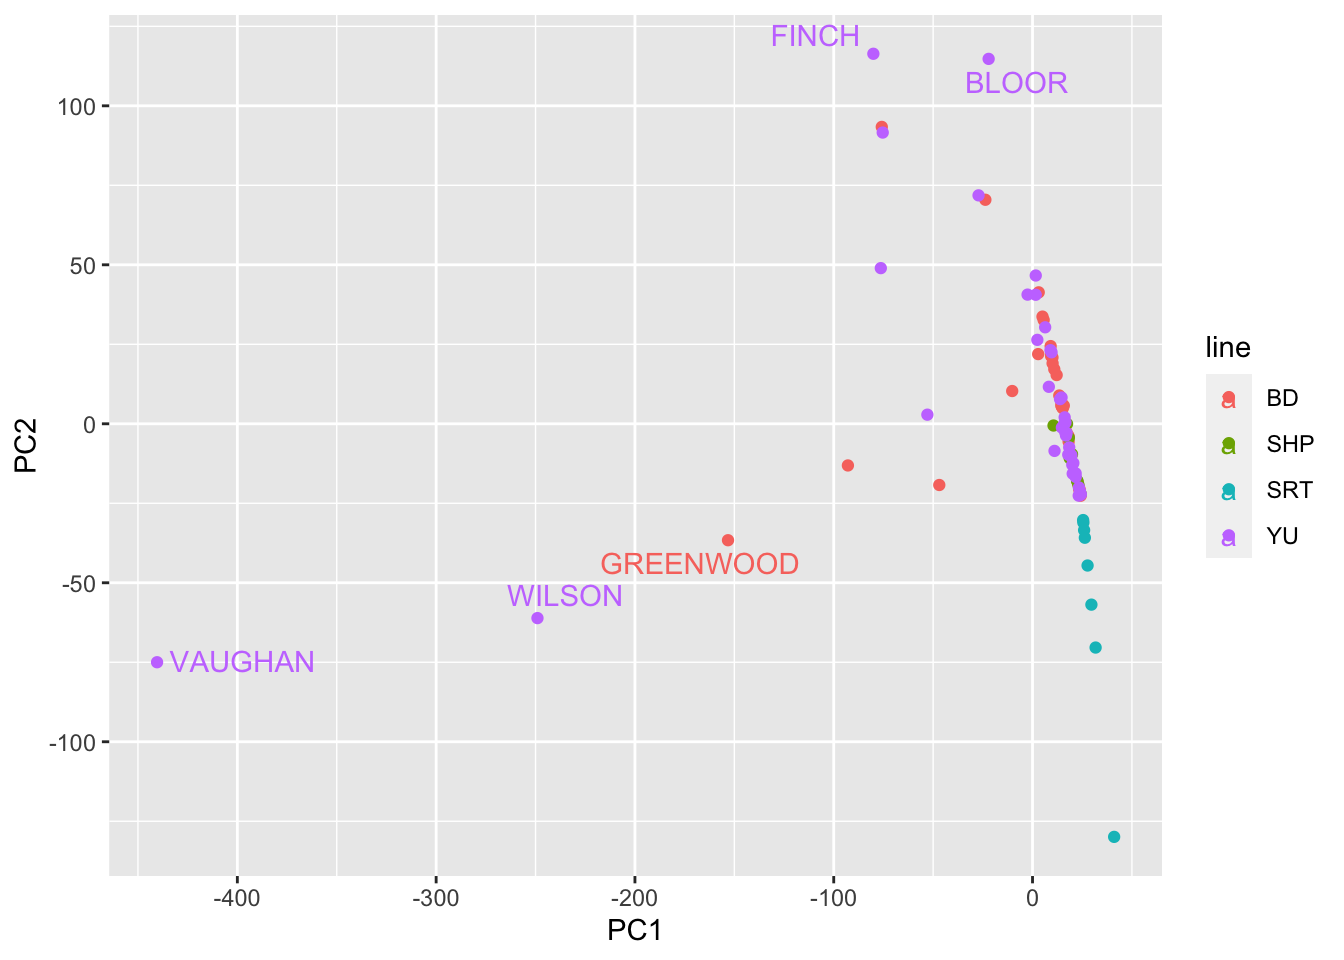 FINCH
BLOOR
GREENWOOD
WILSON
VAUGHAN
100
50
0
-50
-100
PC2
-400
-300
-200
-100
0
PC1
line
a BD
a SHP
a SRT
a YU